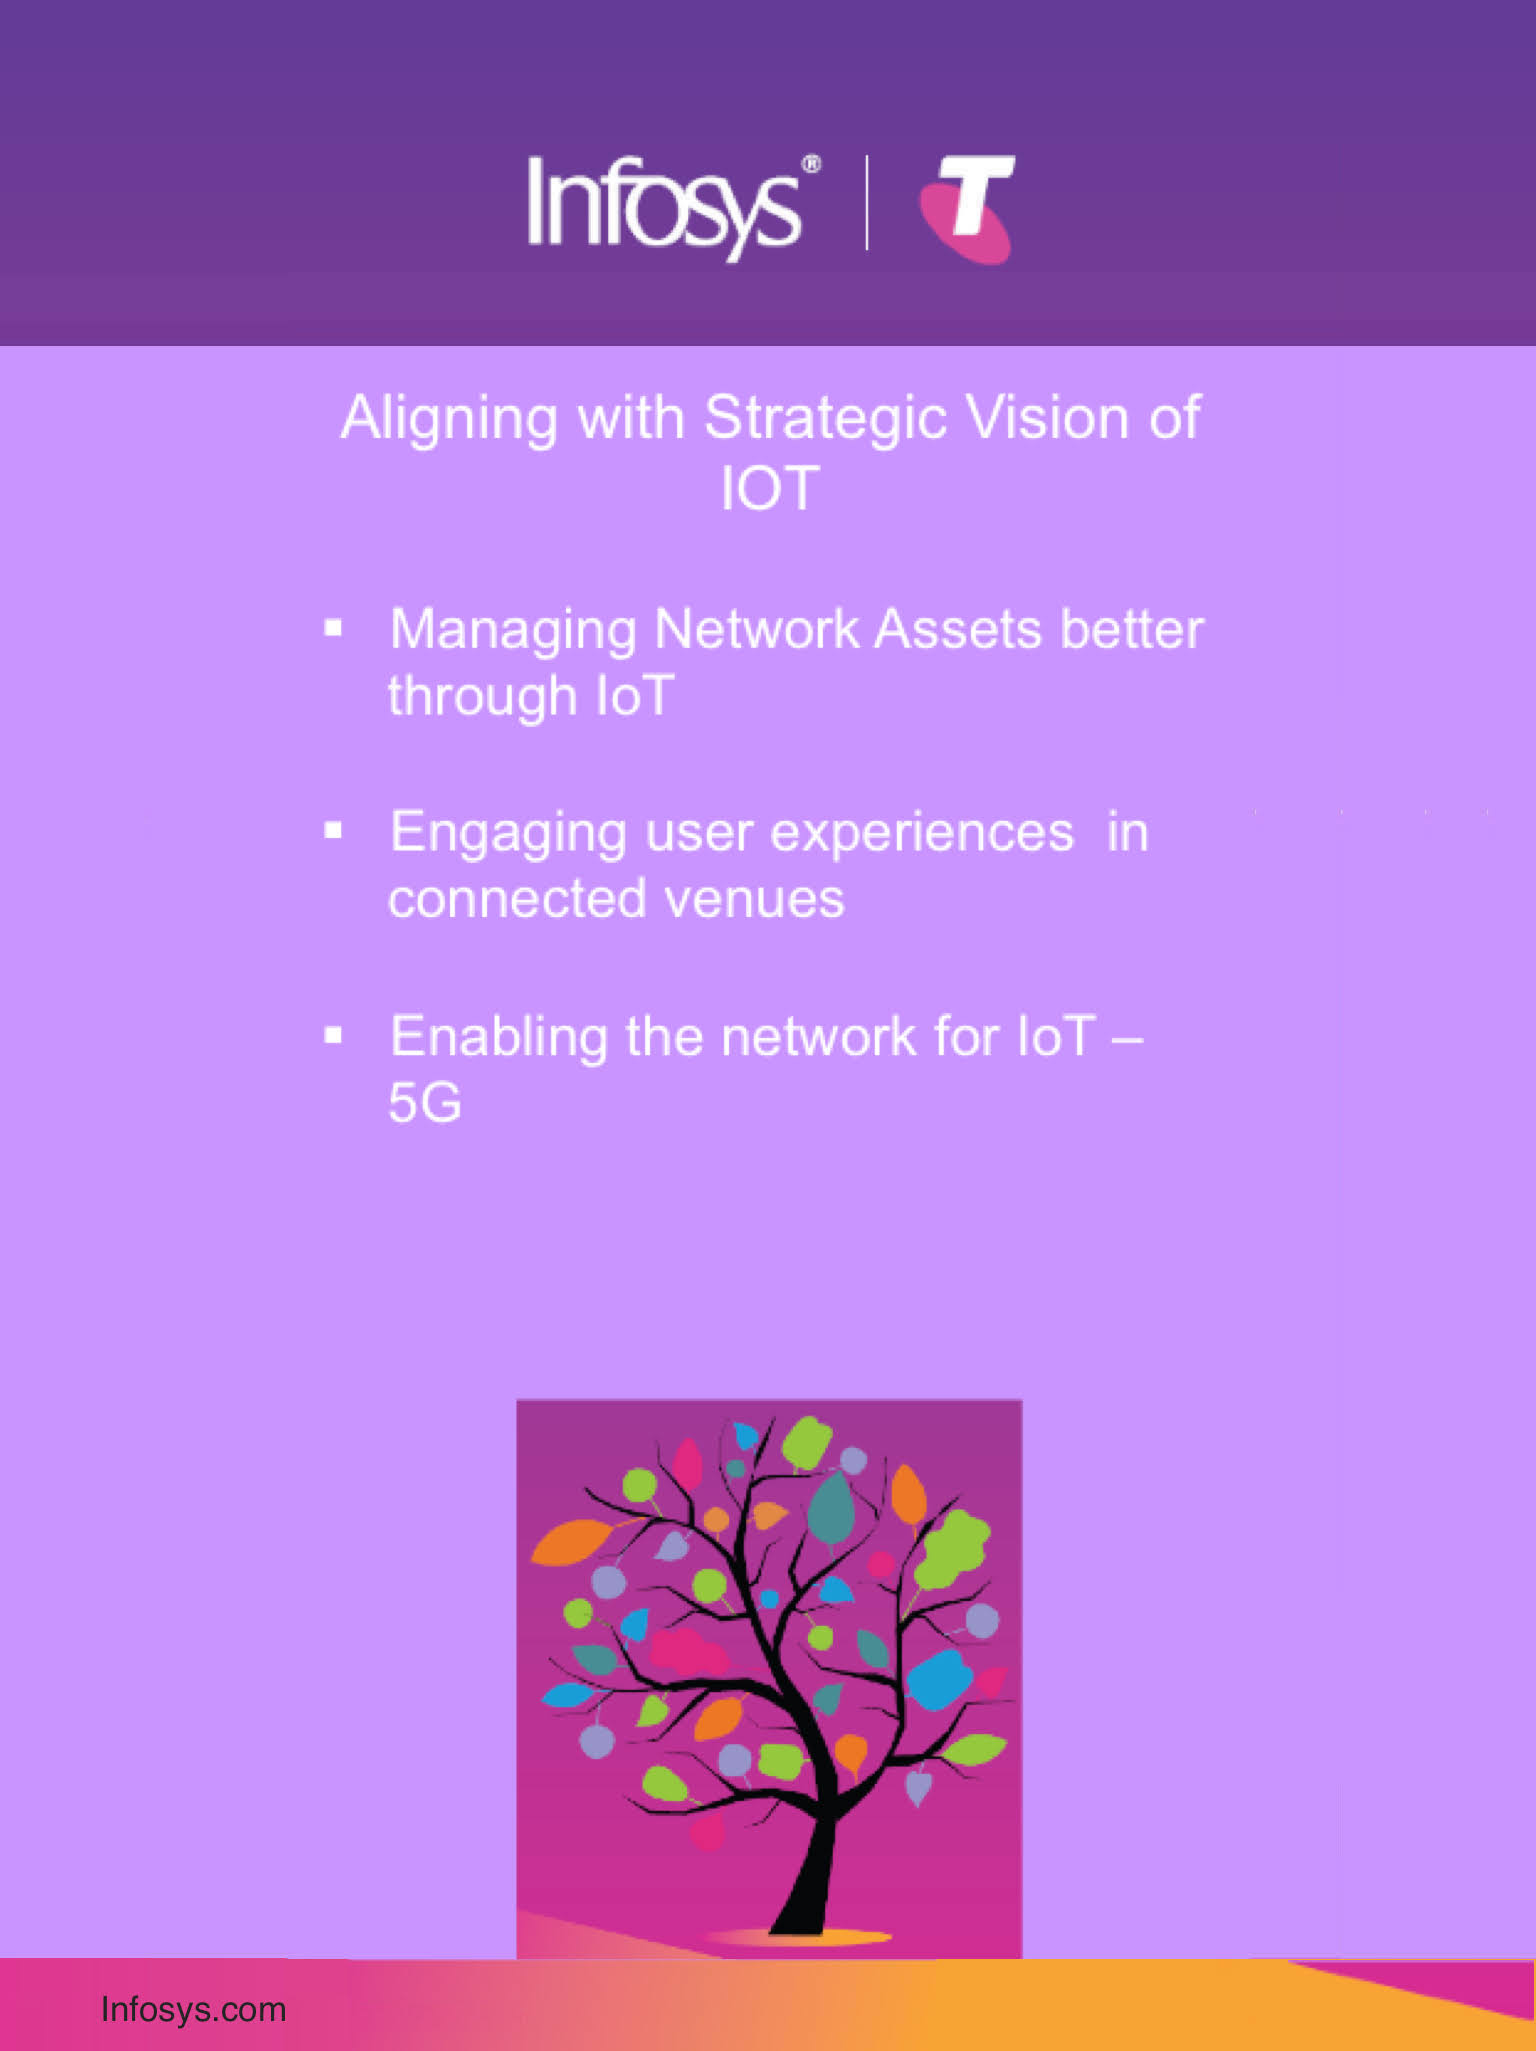 Infosys® | T
Aligning with Strategic Vision of
IOT
▪ Managing Network Assets better
through IoT
▪ Engaging user experiences in
connected venues
▪ Enabling the network for IoT –
5G
Infosys.com